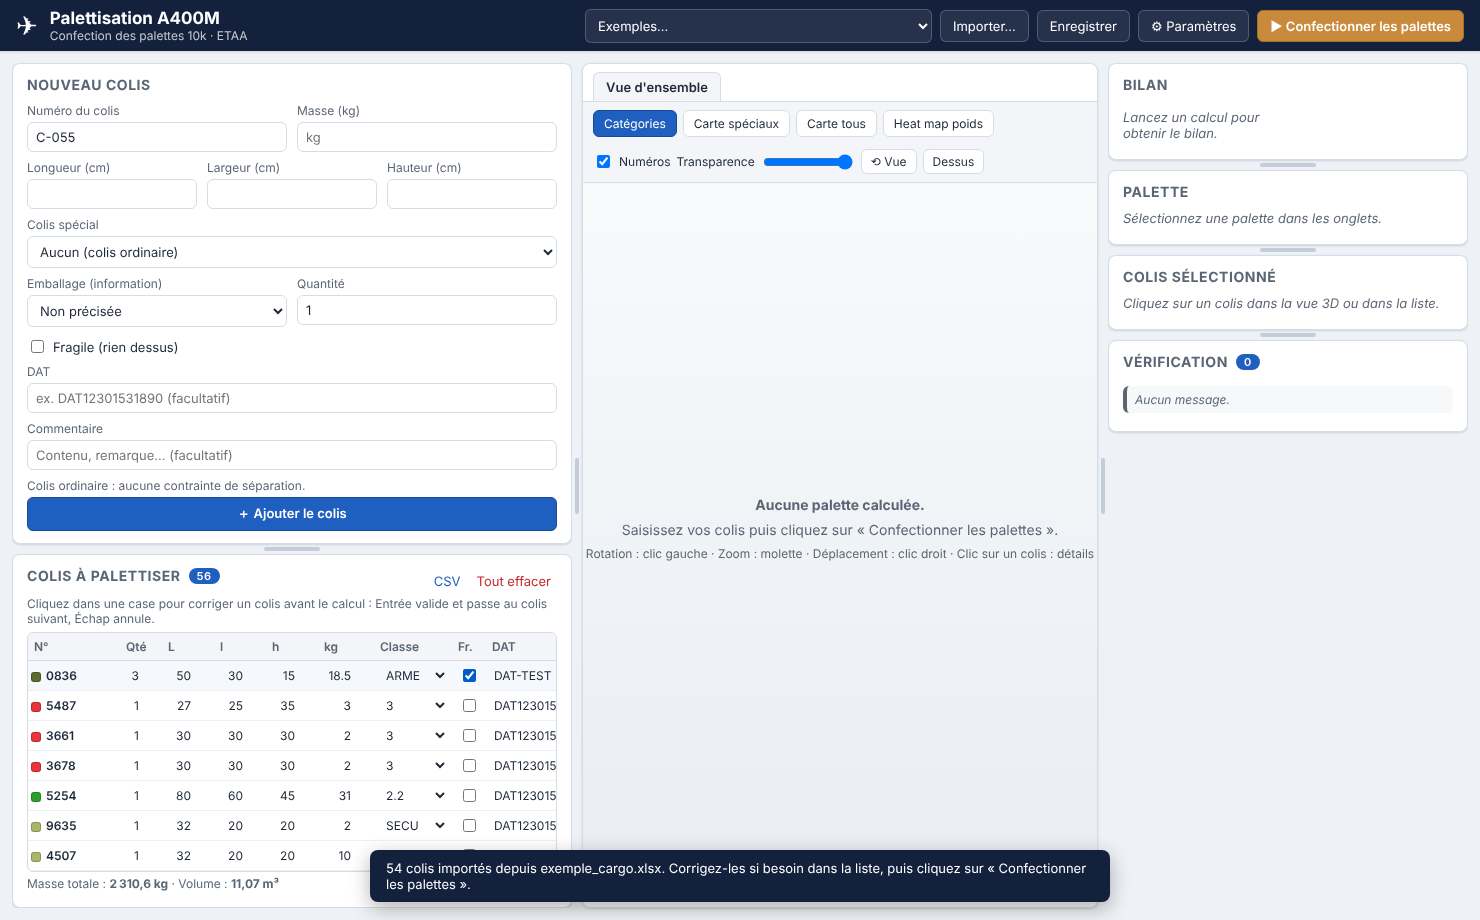 Palettisation A400M
Confection des palettes 10k · ETAA
Exemples...
Importer...
Enregistrer
⚙ Paramètres
▶ Confectionner les palettes
NOUVEAU COLIS
Numéro du colis
Masse (kg)
C-055
kg
Longueur (cm)
Largeur (cm)
Hauteur (cm)
Colis spécial
Aucun (colis ordinaire)
Emballage (information)
Quantité
Non précisée
1
Fragile (rien dessus)
DAT
ex. DAT12301531890 (facultatif)
Commentaire
Contenu, remarque... (facultatif)
Colis ordinaire : aucune contrainte de séparation.
+ Ajouter le colis
COLIS À PALETTISER 56
CSV
Tout effacer
Cliquez dans une case pour corriger un colis avant le calcul : Entrée valide et passe au colis
suivant, Échap annule.
N° Qté L l h kg Classe Fr. DAT
0836 3 50 30 15 18.5 ARME DAT-TEST
5487 1 27 25 35 3 3 DAT123015
3661 1 30 30 30 2 3 DAT123015
3678 1 30 30 30 2 3 DAT123015
5254 1 80 60 45 31 2.2 DAT123015
9635 1 32 20 20 2 SECU DAT123015
4507 1 32 20 20 10
Masse totale : 2 310,6 kg · Volume : 11,07 m³
Vue d'ensemble
Catégories
Carte spéciaux
Carte tous
Heat map poids
Numéros
Transparence
⟲ Vue
Dessus
Aucune palette calculée.
Saisissez vos colis puis cliquez sur « Confectionner les palettes ».
Rotation : clic gauche · Zoom : molette · Déplacement : clic droit · Clic sur un colis : détails
54 colis importés depuis exemple_cargo.xlsx. Corrigez-les si besoin dans la liste, puis cliquez sur « Confectionner
les palettes ».
BILAN
Lancez un calcul pour
obtenir le bilan.
PALETTE
Sélectionnez une palette dans les onglets.
COLIS SÉLECTIONNÉ
Cliquez sur un colis dans la vue 3D ou dans la liste.
VÉRIFICATION 0
Aucun message.